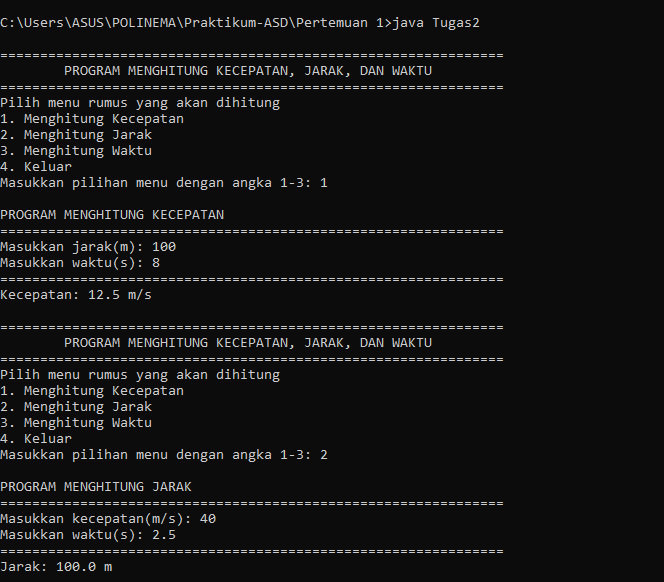 C:\Users\ASUS\POLINEMA\Praktikum-ASD\Pertemuan 1>java Tugas2
===============================================================
PROGRAM MENGHITUNG KECEPATAN, JARAK, DAN WAKTU
===============================================================
Pilih menu rumus yang akan dihitung
1. Menghitung Kecepatan
2. Menghitung Jarak
3. Menghitung Waktu
4. Keluar
Masukkan pilihan menu dengan angka 1-3: 1
PROGRAM MENGHITUNG KECEPATAN
===============================================================
Masukkan jarak(m): 100
Masukkan waktu(s): 8
===============================================================
Kecepatan: 12.5 m/s
===============================================================
PROGRAM MENGHITUNG KECEPATAN, JARAK, DAN WAKTU
===============================================================
Pilih menu rumus yang akan dihitung
1. Menghitung Kecepatan
2. Menghitung Jarak
3. Menghitung Waktu
4. Keluar
Masukkan pilihan menu dengan angka 1-3: 2
PROGRAM MENGHITUNG JARAK
===============================================================
Masukkan kecepatan(m/s): 40
Masukkan waktu(s): 2.5
===============================================================
Jarak: 100.0 m